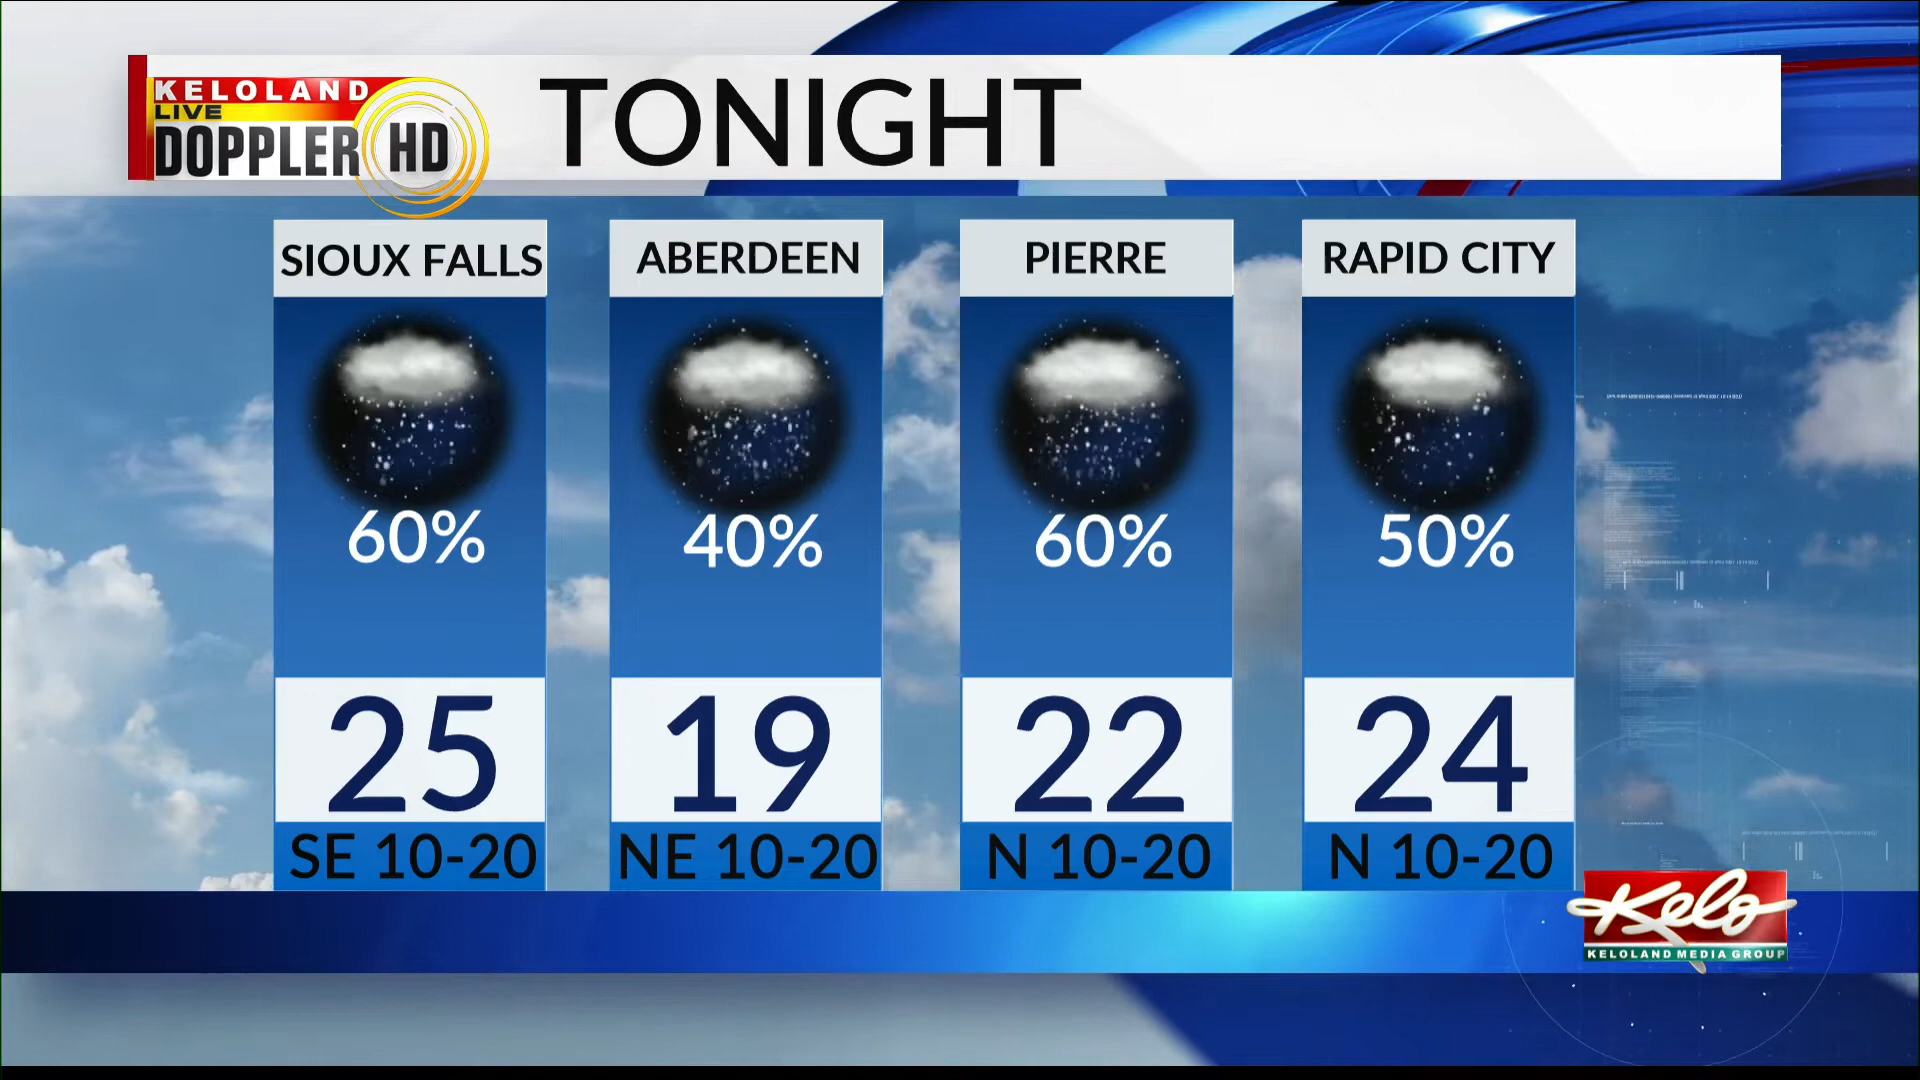 KELOLAND
LIVE
DOPPLER HD
TONIGHT
SIOUX FALLS
ABERDEEN
PIERRE
RAPID CITY
60%
40%
60%
50%
25
19
22
24
SE 10-20
NE 10-20
N 10-20
N 10-20
Kelo
KELOLAND MEDIA GROUP